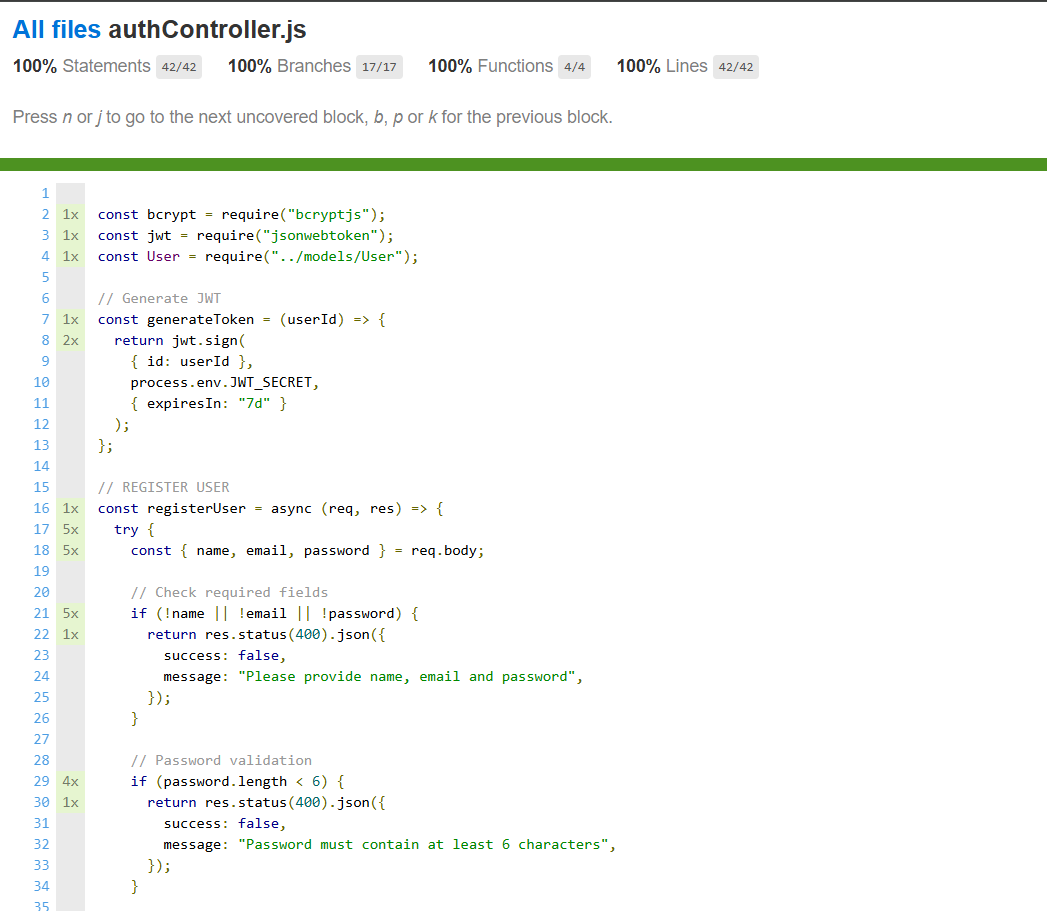 All files authController.js
100% Statements 42/42 100% Branches 17/17 100% Functions 4/4 100% Lines 42/42
Press n or j to go to the next uncovered block, b, p or k for the previous block.
1
2 1x const bcrypt = require("bcryptjs");
3 1x const jwt = require("jsonwebtoken");
4 1x const User = require("../models/User");
5
6 // Generate JWT
7 1x const generateToken = (userId) => {
8 2x   return jwt.sign(
9     { id: userId },
10     process.env.JWT_SECRET,
11     { expiresIn: "7d" }
12   );
13 };
14
15 // REGISTER USER
16 1x const registerUser = async (req, res) => {
17 5x   try {
18 5x     const { name, email, password } = req.body;
19
20     // Check required fields
21 5x     if (!name || !email || !password) {
22 1x       return res.status(400).json({
23         success: false,
24         message: "Please provide name, email and password",
25       });
26     }
27
28     // Password validation
29 4x     if (password.length < 6) {
30 1x       return res.status(400).json({
31         success: false,
32         message: "Password must contain at least 6 characters",
33       });
34     }
35